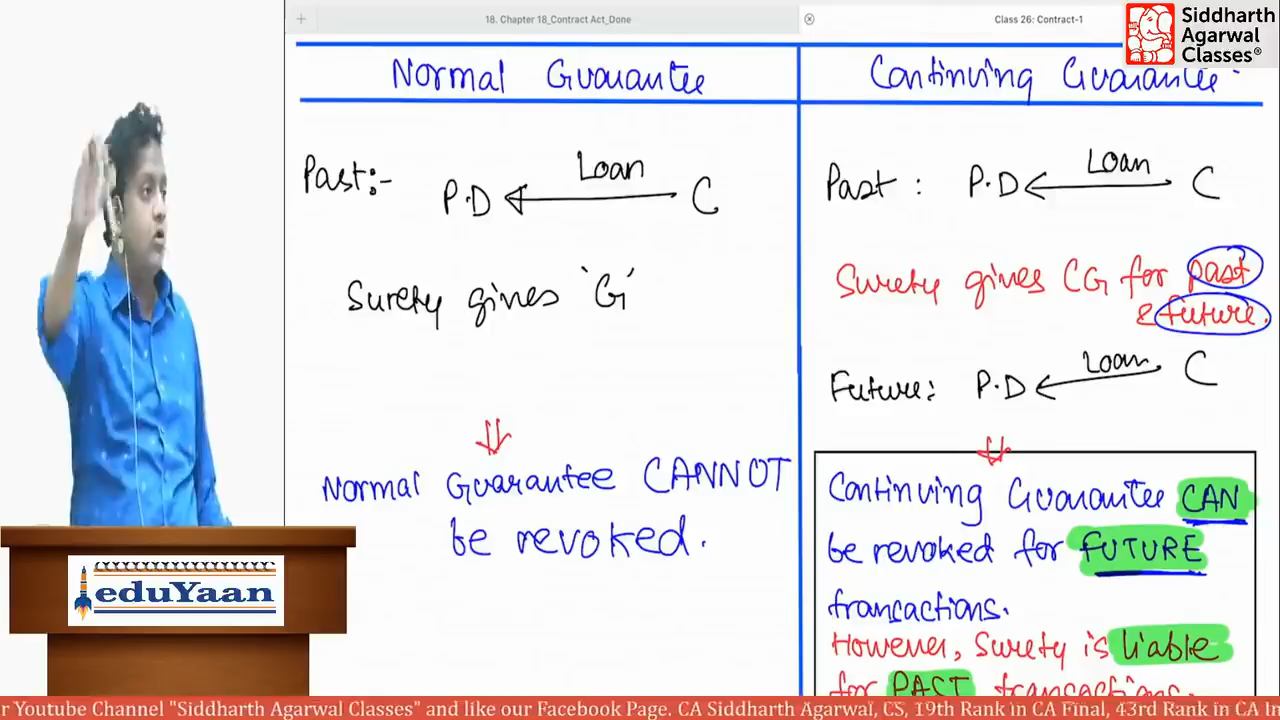 18. Chapter 18_Contract Act_Done
Class 26: Contract-1
Siddharth
Agarwal
Classes®
Normal Guarantee
Continuing Guarantee
Past:-
Loan
P.D
C
Surety gives 'G'
Normal Guarantee CANNOT
be revoked.
Past :
Loan
P.D
C
Surety gives CG for past
& future.
Future:
Loan
P.D
C
Continuing Guarantee CAN
be revoked for FUTURE
transactions.
However, Surety is liable
for PAST transactions.
eduYaan
r Youtube Channel "Siddharth Agarwal Classes" and like our Facebook Page. CA Siddharth Agarwal, CS, 19th Rank in CA Final, 43rd Rank in CA In